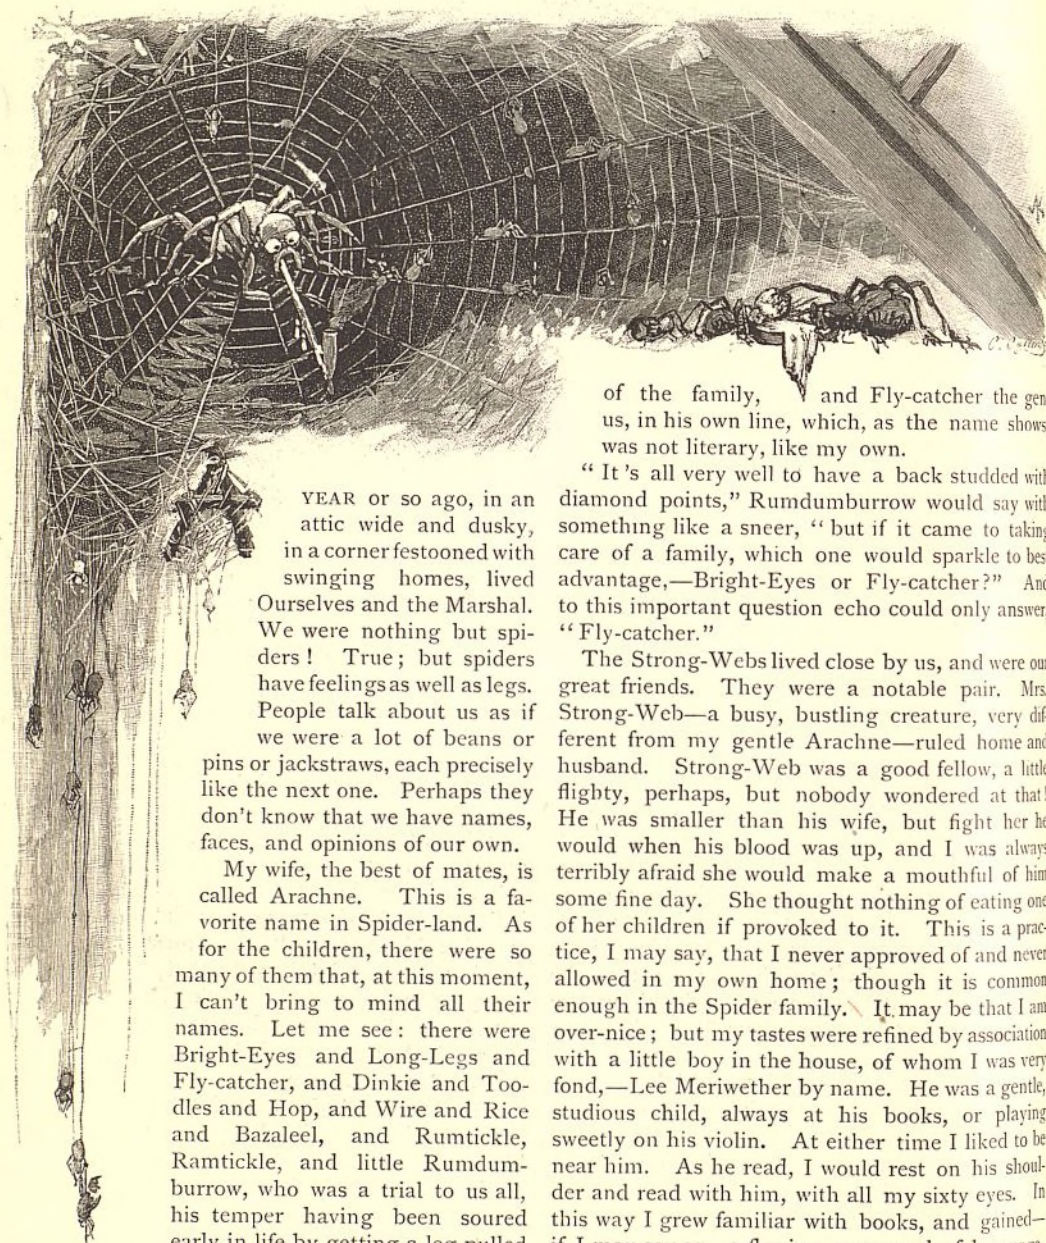 A YEAR or so ago, in an
attic wide and dusky,
in a corner festooned with
swinging homes, lived
Ourselves and the Marshal.
We were nothing but spi-
ders ! True ; but spiders
have feelings as well as legs.
People talk about us as if
we were a lot of beans or
pins or jackstraws, each precisely
like the next one. Perhaps they
don't know that we have names,
faces, and opinions of our own.
My wife, the best of mates, is
called Arachne. This is a fa-
vorite name in Spider-land. As
for the children, there were so
many of them that, at this moment,
I can't bring to mind all their
names. Let me see : there were
Bright-Eyes and Long-Legs and
Fly-catcher, and Dinkie and Too-
dles and Hop, and Wire and Rice
and Bazaleel, and Rumtickle,
Ramtickle, and little Rumdum-
burrow, who was a trial to us all,
his temper having been soured
early in life by getting a leg pulled
of the family, and Fly-catcher the gen
us, in his own line, which, as the name shows
was not literary, like my own.
“ It 's all very well to have a back studded with
diamond points,” Rumdumburrow would say with
something like a sneer, “ but if it came to taking
care of a family, which one would sparkle to bes
advantage,—Bright-Eyes or Fly-catcher?” And
to this important question echo could only answer,
“ Fly-catcher.”
The Strong-Webs lived close by us, and were our
great friends. They were a notable pair. Mrs.
Strong-Web—a busy, bustling creature, very dif-
ferent from my gentle Arachne—ruled home and
husband. Strong-Web was a good fellow, a little
flighty, perhaps, but nobody wondered at that!
He was smaller than his wife, but fight her he
would when his blood was up, and I was always
terribly afraid she would make a mouthful of him
some fine day. She thought nothing of eating one
of her children if provoked to it. This is a prac-
tice, I may say, that I never approved of and never
allowed in my own home ; though it is common
enough in the Spider family. It may be that I am
over-nice ; but my tastes were refined by association
with a little boy in the house, of whom I was very
fond,—Lee Meriwether by name. He was a gentle,
studious child, always at his books, or playing
sweetly on his violin. At either time I liked to be
near him. As he read, I would rest on his shoul-
der and read with him, with all my sixty eyes. In
this way I grew familiar with books, and gained—